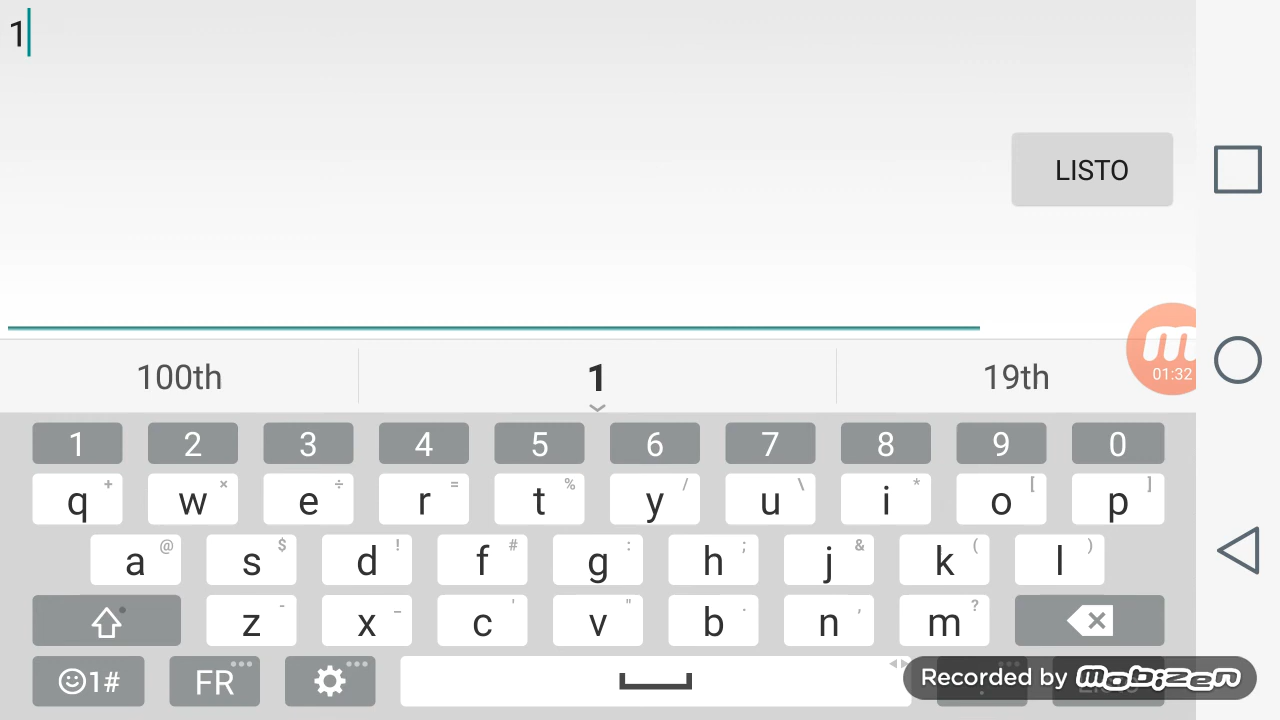 1
LISTO
100th 1 19th
01:32
1 2 3 4 5 6 7 8 9 0
q + w × e ÷ r = t % y / u \ i * o [ p ]
a @ s $ d ! f # g : h ; j & k ( l )
z - x _ c ' v " b . n , m ?
1# FR
Recorded by mobizen